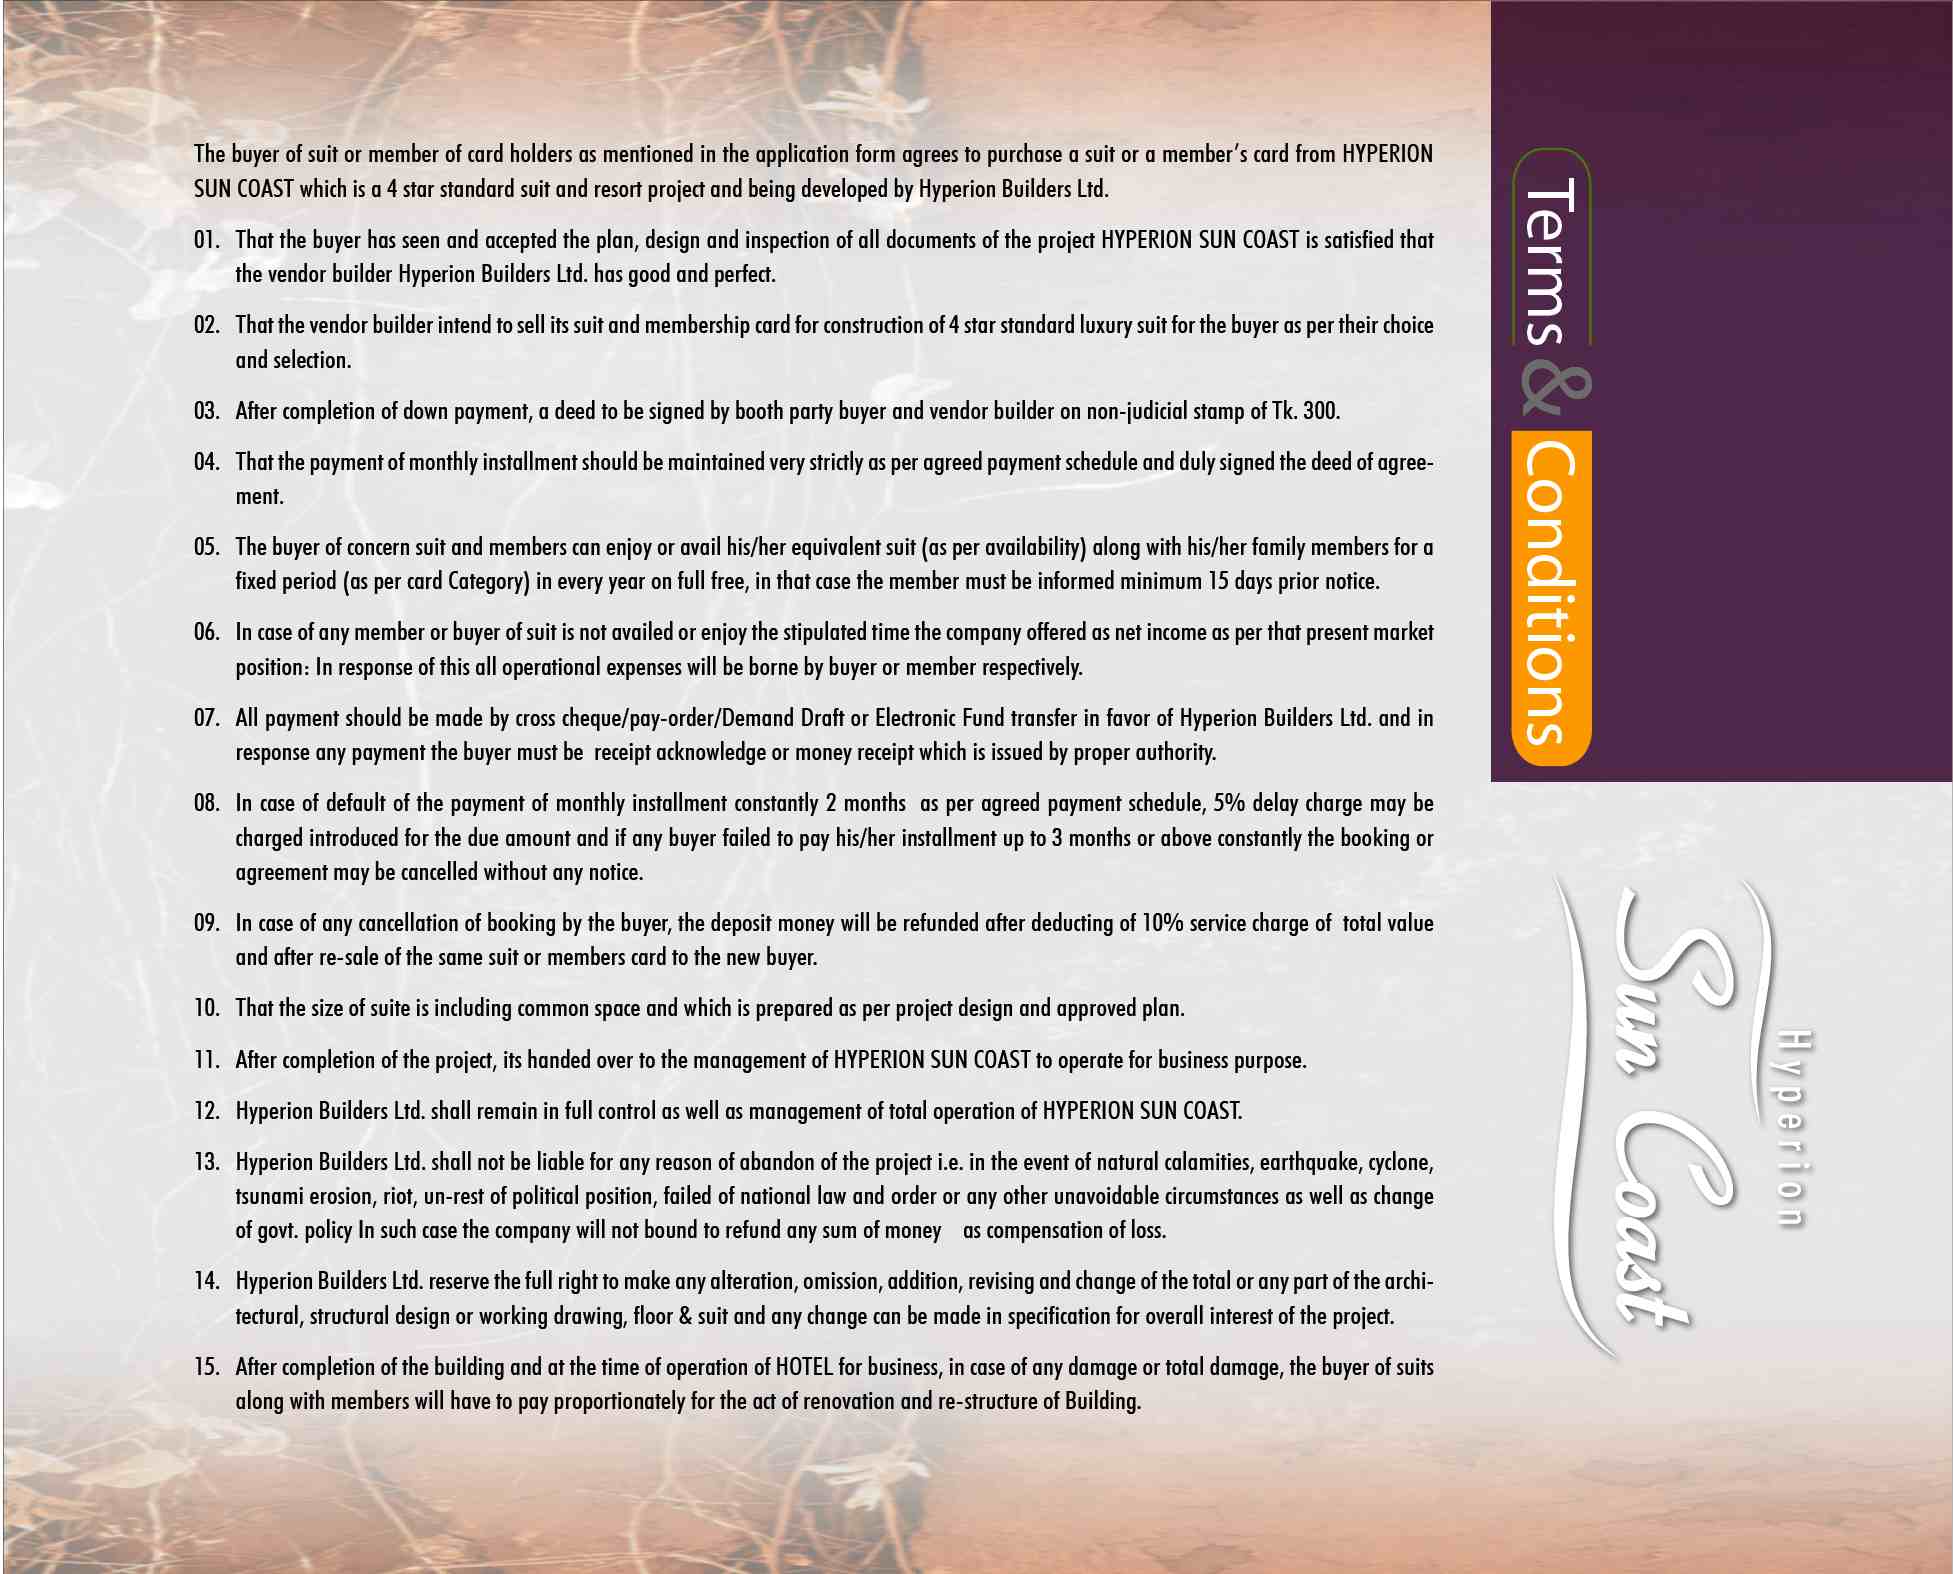 The buyer of suit or member of card holders as mentioned in the application form agrees to purchase a suit or a member's card from HYPERION
SUN COAST which is a 4 star standard suit and resort project and being developed by Hyperion Builders Ltd.
01. That the buyer has seen and accepted the plan, design and inspection of all documents of the project HYPERION SUN COAST is satisfied that
the vendor builder Hyperion Builders Ltd. has good and perfect.
02. That the vendor builder intend to sell its suit and membership card for construction of 4 star standard luxury suit for the buyer as per their choice
and selection.
03. After completion of down payment, a deed to be signed by booth party buyer and vendor builder on non-judicial stamp of Tk. 300.
04. That the payment of monthly installment should be maintained very strictly as per agreed payment schedule and duly signed the deed of agree-
ment.
05. The buyer of concern suit and members can enjoy or avail his/her equivalent suit (as per availability) along with his/her family members for a
fixed period (as per card Category) in every year on full free, in that case the member must be informed minimum 15 days prior notice.
06. In case of any member or buyer of suit is not availed or enjoy the stipulated time the company offered as net income as per that present market
position: In response of this all operational expenses will be borne by buyer or member respectively.
07. All payment should be made by cross cheque/pay-order/Demand Draft or Electronic Fund transfer in favor of Hyperion Builders Ltd. and in
response any payment the buyer must be receipt acknowledge or money receipt which is issued by proper authority.
08. In case of default of the payment of monthly installment constantly 2 months as per agreed payment schedule, 5% delay charge may be
charged introduced for the due amount and if any buyer failed to pay his/her installment up to 3 months or above constantly the booking or
agreement may be cancelled without any notice.
09. In case of any cancellation of booking by the buyer, the deposit money will be refunded after deducting of 10% service charge of total value
and after re-sale of the same suit or members card to the new buyer.
10. That the size of suite is including common space and which is prepared as per project design and approved plan.
11. After completion of the project, its handed over to the management of HYPERION SUN COAST to operate for business purpose.
12. Hyperion Builders Ltd. shall remain in full control as well as management of total operation of HYPERION SUN COAST.
13. Hyperion Builders Ltd. shall not be liable for any reason of abandon of the project i.e. in the event of natural calamities, earthquake, cyclone,
tsunami erosion, riot, un-rest of political position, failed of national law and order or any other unavoidable circumstances as well as change
of govt. policy In such case the company will not bound to refund any sum of money as compensation of loss.
14. Hyperion Builders Ltd. reserve the full right to make any alteration, omission, addition, revising and change of the total or any part of the archi-
tectural, structural design or working drawing, floor & suit and any change can be made in specification for overall interest of the project.
15. After completion of the building and at the time of operation of HOTEL for business, in case of any damage or total damage, the buyer of suits
along with members will have to pay proportionately for the act of renovation and re-structure of Building.
Terms & Conditions
Hyperion
Sun Coast